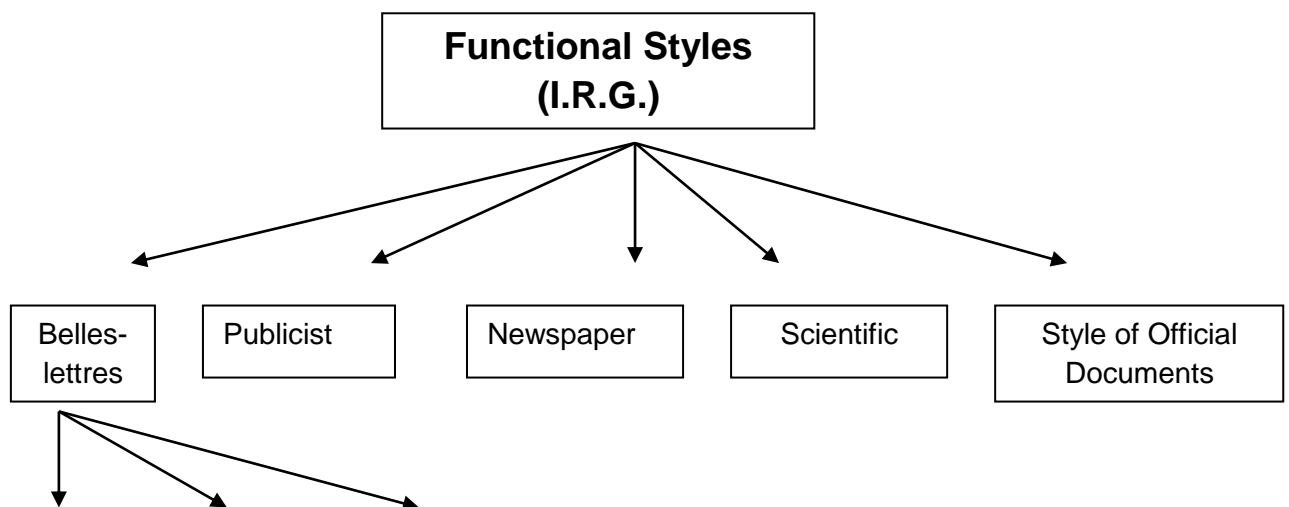 Functional Styles
(I.R.G.)
Belles-
lettres
Publicist
Newspaper
Scientific
Style of Official
Documents